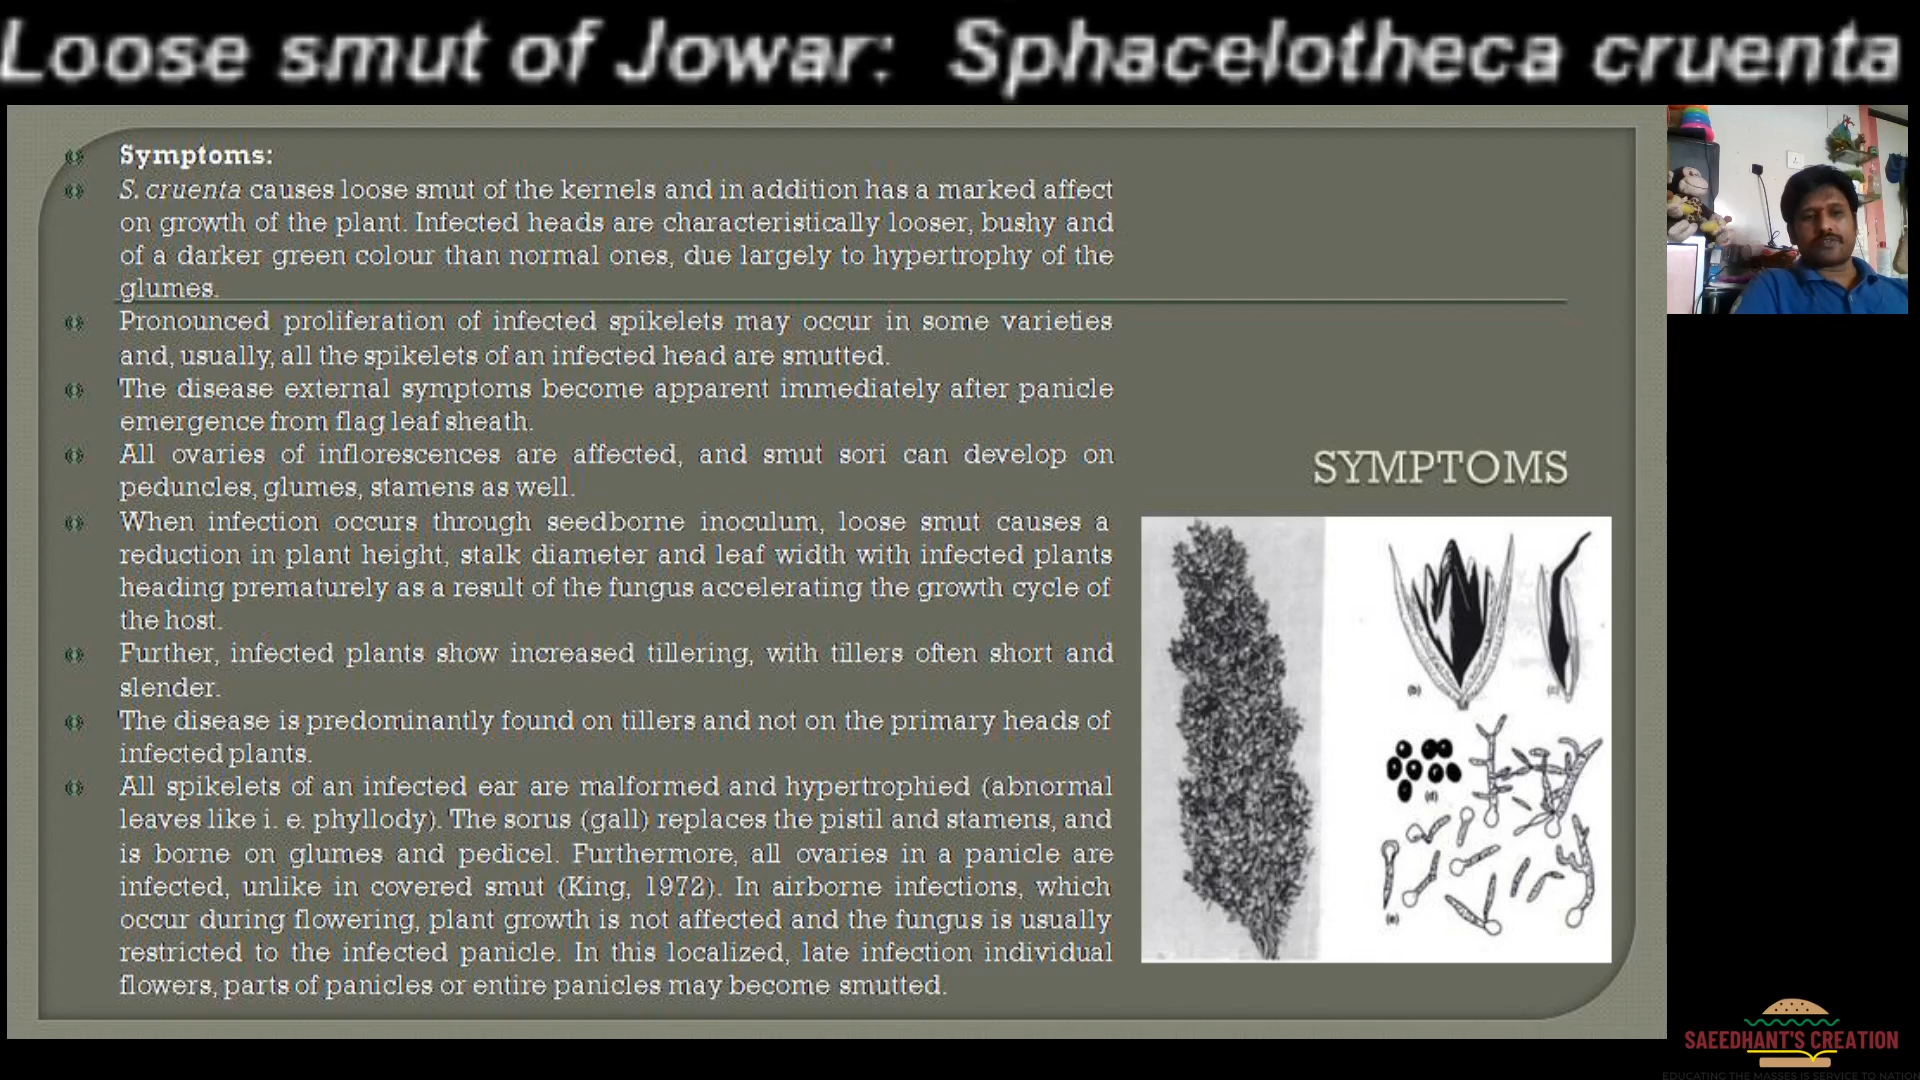 Loose smut of Jowar: Sphacelotheca cruenta
Symptoms:
S. cruenta causes loose smut of the kernels and in addition has a marked affect
on growth of the plant. Infected heads are characteristically looser, bushy and
of a darker green colour than normal ones, due largely to hypertrophy of the
glumes.
Pronounced proliferation of infected spikelets may occur in some varieties
and, usually, all the spikelets of an infected head are smutted.
The disease external symptoms become apparent immediately after panicle
emergence from flag leaf sheath.
All ovaries of inflorescences are affected, and smut sori can develop on
peduncles, glumes, stamens as well.
When infection occurs through seedborne inoculum, loose smut causes a
reduction in plant height, stalk diameter and leaf width with infected plants
heading prematurely as a result of the fungus accelerating the growth cycle of
the host.
Further, infected plants show increased tillering, with tillers often short and
slender.
The disease is predominantly found on tillers and not on the primary heads of
infected plants.
All spikelets of an infected ear are malformed and hypertrophied (abnormal
leaves like i. e. phyllody). The sorus (gall) replaces the pistil and stamens, and
is borne on glumes and pedicel. Furthermore, all ovaries in a panicle are
infected, unlike in covered smut (King, 1972). In airborne infections, which
occur during flowering, plant growth is not affected and the fungus is usually
restricted to the infected panicle. In this localized, late infection individual
flowers, parts of panicles or entire panicles may become smutted.
SYMPTOMS
(b)
(c)
(d)
(e)
SAEEDHANT'S CREATION
EDUCATING THE MASSES IS SERVICE TO NATION